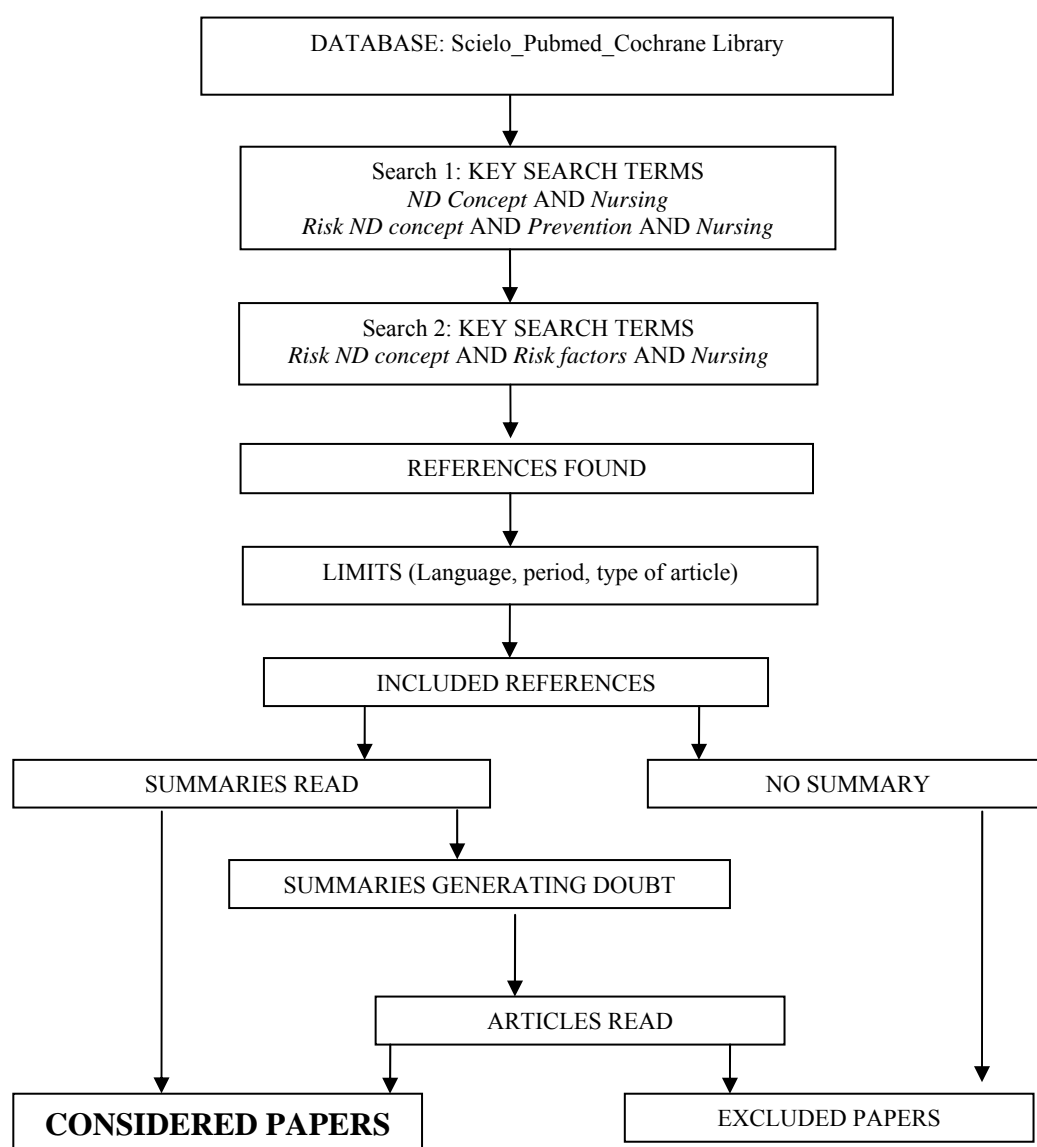 DATABASE: Scielo_Pubmed_Cochrane Library
Search 1: KEY SEARCH TERMS
ND Concept AND Nursing
Risk ND concept AND Prevention AND Nursing
Search 2: KEY SEARCH TERMS
Risk ND concept AND Risk factors AND Nursing
REFERENCES FOUND
LIMITS (Language, period, type of article)
INCLUDED REFERENCES
SUMMARIES READ
NO SUMMARY
SUMMARIES GENERATING DOUBT
ARTICLES READ
CONSIDERED PAPERS
EXCLUDED PAPERS